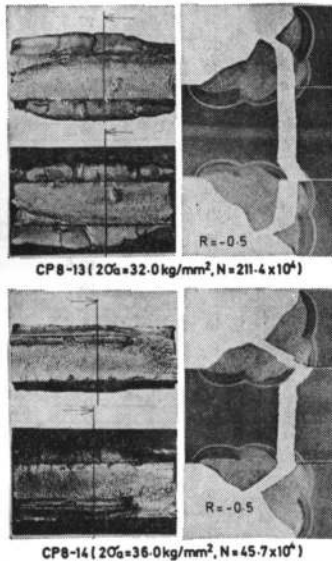 R = -0.5
CP8-13 ( 2σa=32.0kg/mm², N=211.4x10⁴)
R = -0.5
CP8-14 ( 2σa=36.0kg/mm², N=45.7x10⁴)